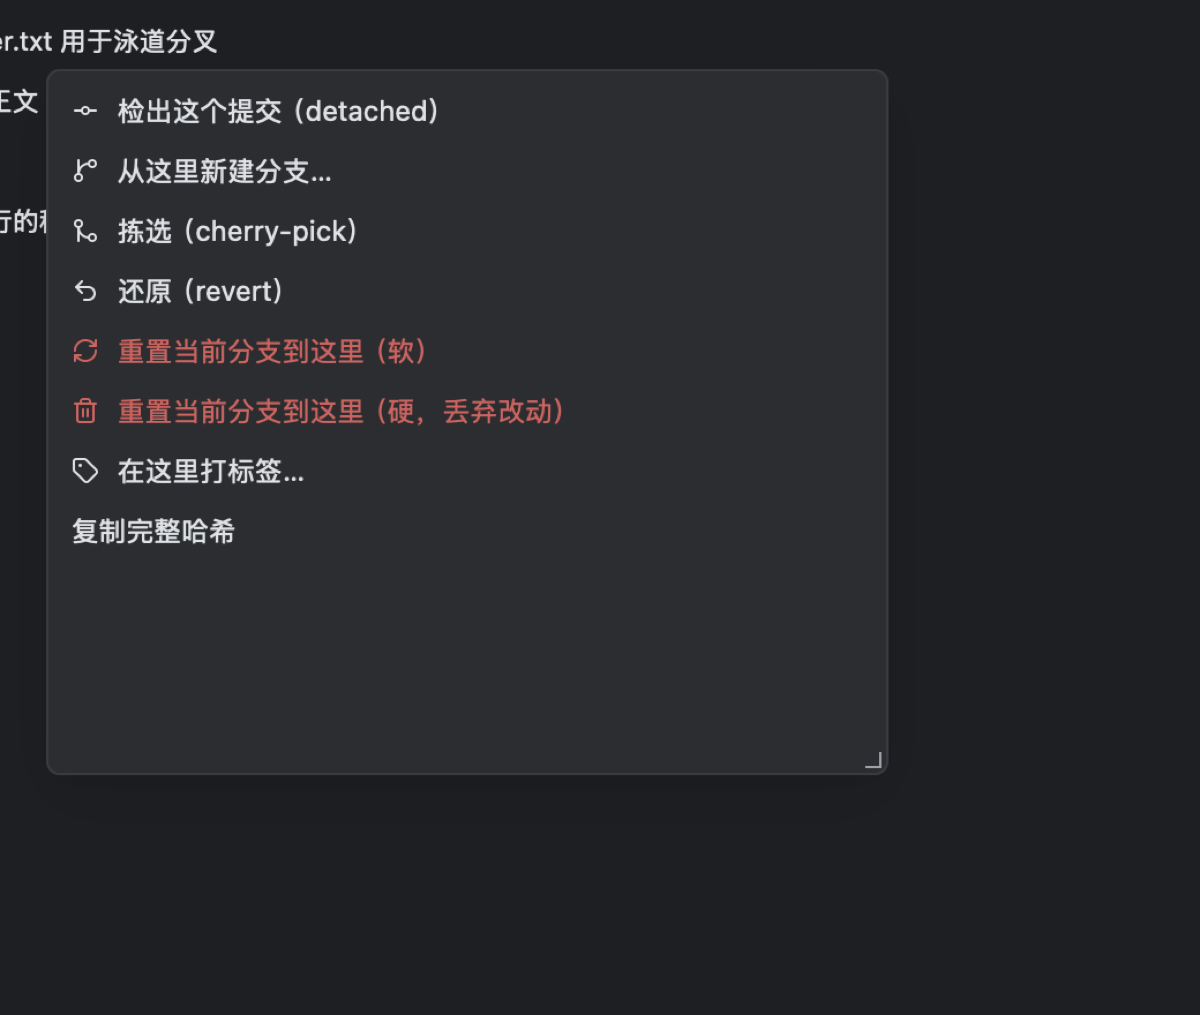 er.txt 用于泳道分叉
正文
检出这个提交（detached）
从这里新建分支...
拣选（cherry-pick）
行的
还原（revert）
重置当前分支到这里（软）
重置当前分支到这里（硬，丢弃改动）
在这里打标签...
复制完整哈希